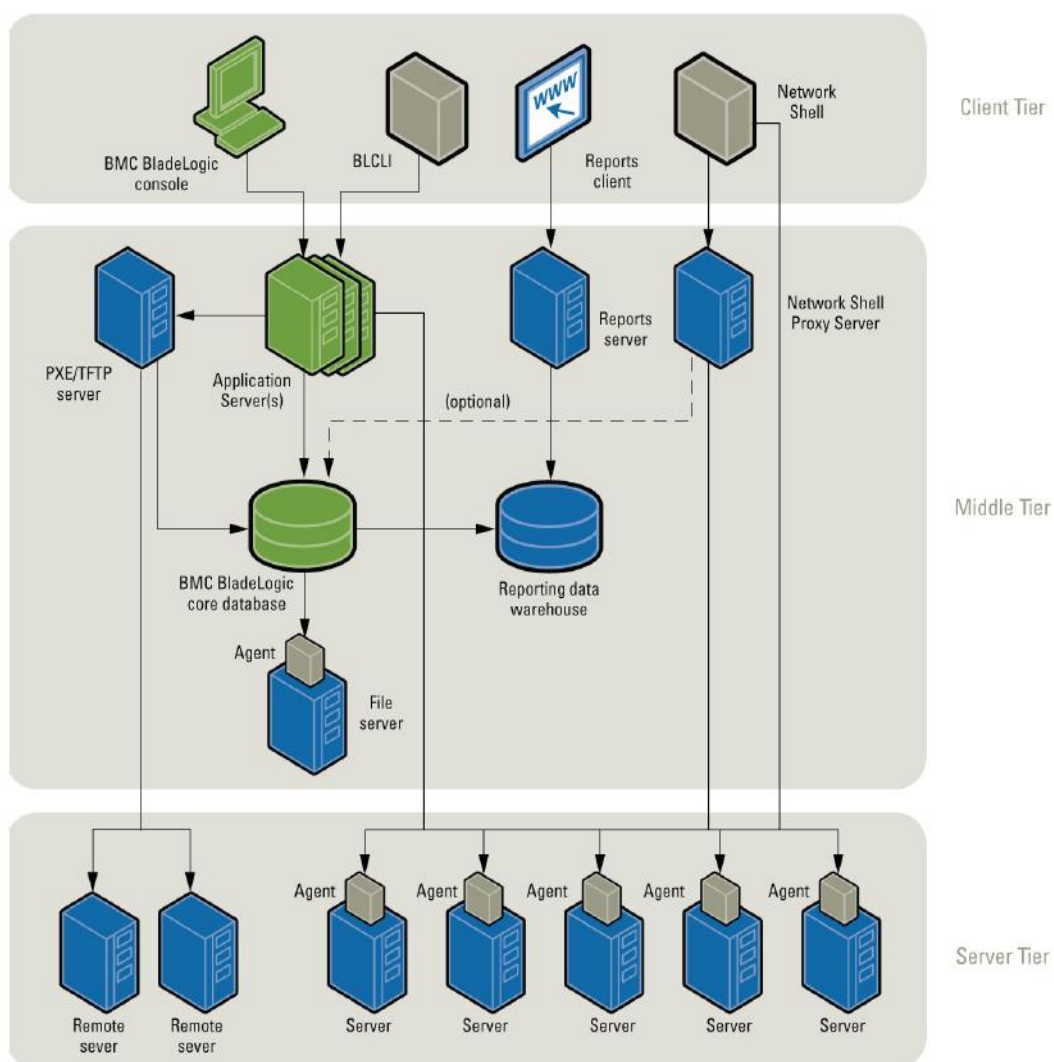 WWW
Network
Shell
Client Tier
BMC BladeLogic
console
BLCLI
Reports
client
PXE/TFTP
server
Application
Server(s)
Reports
server
Network Shell
Proxy Server
(optional)
Middle Tier
BMC BladeLogic
core database
Reporting data
warehouse
Agent
File
server
Agent
Agent
Agent
Agent
Agent
Server Tier
Remote
sever
Remote
sever
Server
Server
Server
Server
Server